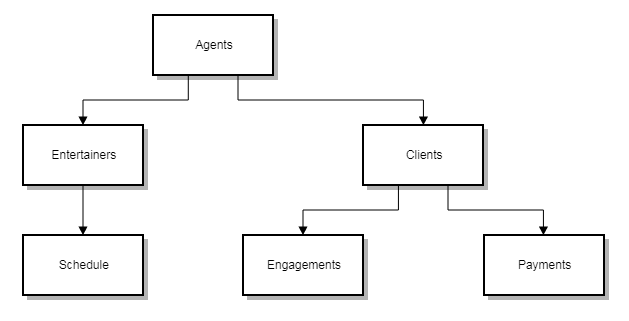 Agents
Entertainers
Clients
Schedule
Engagements
Payments